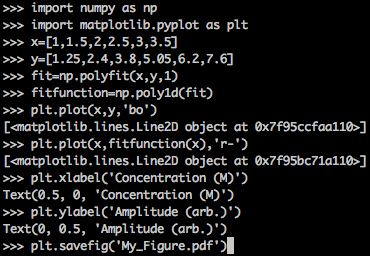 >>> import numpy as np
>>> import matplotlib.pyplot as plt
>>> x=[1,1.5,2,2.5,3,3.5]
>>> y=[1.25,2.4,3.8,5.05,6.2,7.6]
>>> fit=np.polyfit(x,y,1)
>>> fitfunction=np.poly1d(fit)
>>> plt.plot(x,y,'bo')
[<matplotlib.lines.Line2D object at 0x7f95ccfaa110>]
>>> plt.plot(x,fitfunction(x),'r-')
[<matplotlib.lines.Line2D object at 0x7f95bc71a110>]
>>> plt.xlabel('Concentration (M)')
Text(0.5, 0, 'Concentration (M)')
>>> plt.ylabel('Amplitude (arb.)')
Text(0, 0.5, 'Amplitude (arb.)')
>>> plt.savefig('My_Figure.pdf')